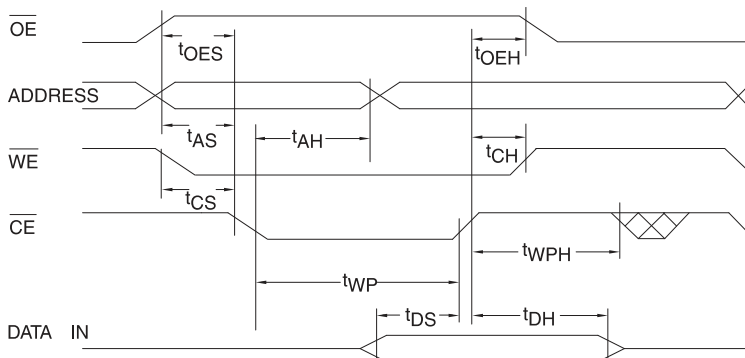 OE
tOES
tOEH
ADDRESS
tAS
tAH
tCH
WE
tCS
CE
tWPH
tWP
tDS
tDH
DATA IN